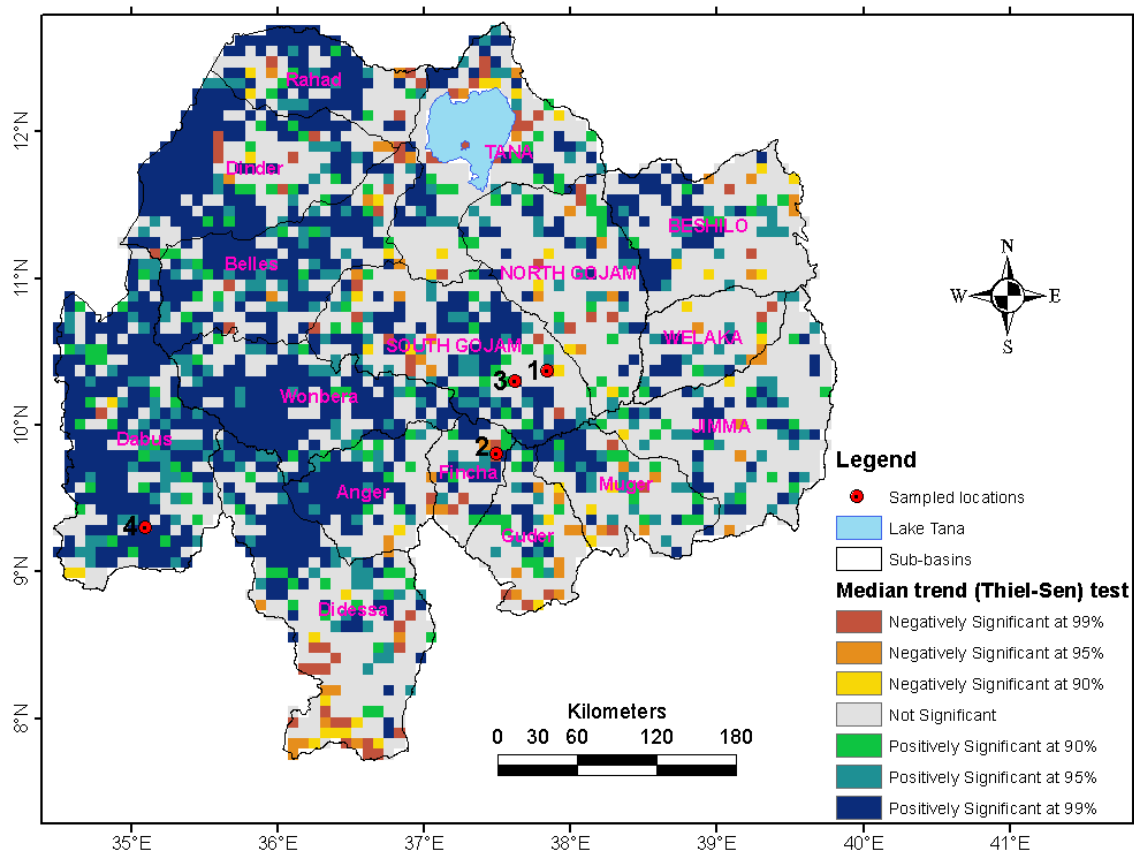 Rahad
12°N
TANA
Dinder
BESHILO
N
Belles
NORTH GOJAM
11°N
W
E
S
WELAKA
SOUTH GOJAM
1
3
Wonbera
10°N
Dabus
JIMMA
2
Fincha
Muger
Anger
4
Guder
9°N
Didessa
8°N
Kilometers
0 30 60 120 180
Legend
Sampled locations
Lake Tana
Sub-basins
Median trend (Thiel-Sen) test
Negatively Significant at 99%
Negatively Significant at 95%
Negatively Significant at 90%
Not Significant
Positively Significant at 90%
Positively Significant at 95%
Positively Significant at 99%
35°E 36°E 37°E 38°E 39°E 40°E 41°E